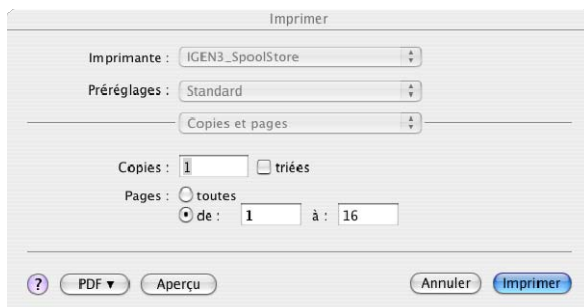 Imprimer
Imprimante : IGEN3_SpoolStore
Préréglages : Standard
Copies et pages
Copies : 1 triées
Pages : toutes
de : 1 à : 16
? PDF ▼ Aperçu Annuler Imprimer